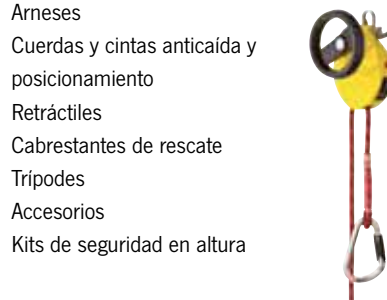 Arneses
Cuerdas y cintas anticaída y
posicionamiento
Retráctiles
Cabrestantes de rescate
Trípodes
Accesorios
Kits de seguridad en altura